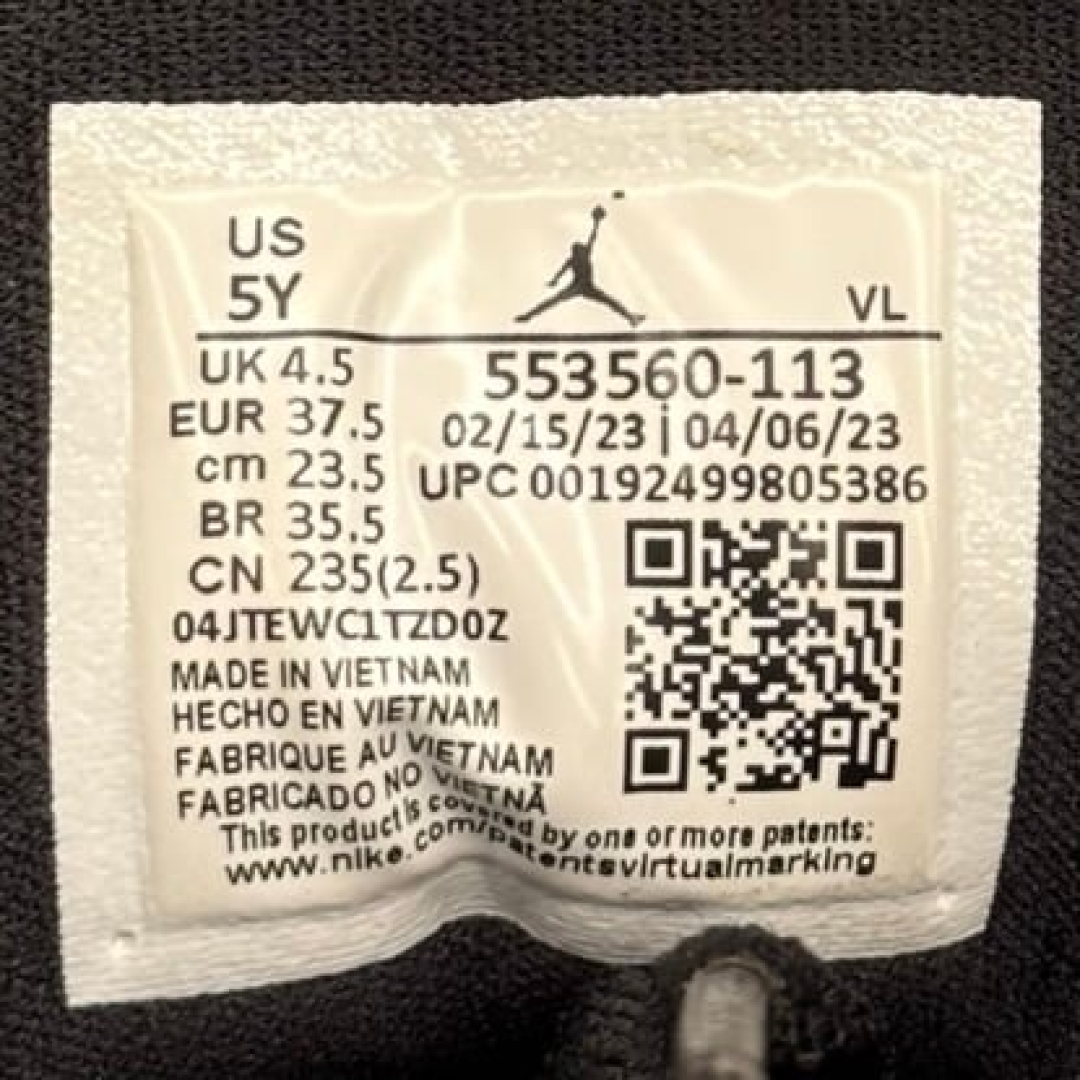 US
5Y
VL
UK 4.5
EUR 37.5
cm 23.5
BR 35.5
CN 235(2.5)
553560-113
02/15/23 | 04/06/23
UPC 00192499805386
04JTEWC1TZD0Z
MADE IN VIETNAM
HECHO EN VIETNAM
FABRIQUE AU VIETNAM
FABRICADO NO VIETNÃ
This product is covered by one or more patents:
www.nike.com/patentsvirtualmarking